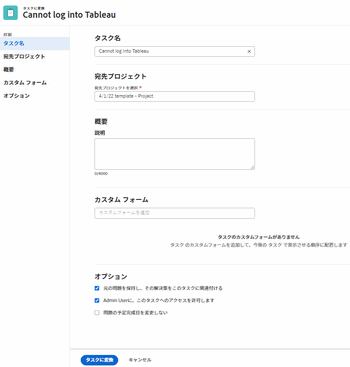 タスクに変換
Cannot log into Tableau
詳細
タスク名
宛先プロジェクト
概要
カスタム フォーム
オプション
タスク名
Cannot log into Tableau
宛先プロジェクト
宛先プロジェクトを選択 *
4/1/22 template - Project
概要
説明
0/4000
カスタム フォーム
カスタムフォームを追加
タスクのカスタムフォームがありません
タスク のカスタムフォームを追加して、今後の タスク で表示させる順序に配置します
オプション
元の問題を保持し、その解決策をこのタスクに関連付ける
Admin Userに、このタスクへのアクセスを許可します
問題の予定完了日を変更しない
タスクに変換
キャンセル